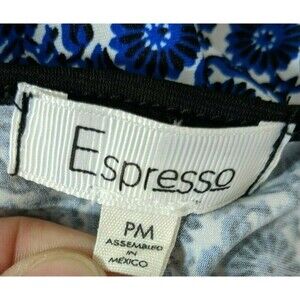 Espresso
PM
ASSEMBLED
IN
MEXICO